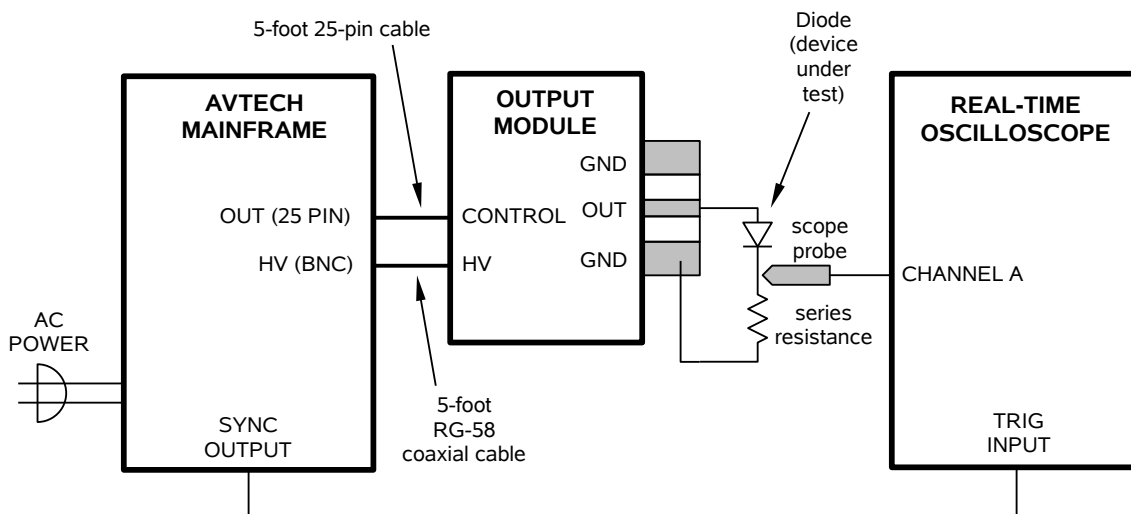 5-foot 25-pin cable
Diode
(device
under
test)
AVTECH
MAINFRAME
OUTPUT
MODULE
REAL-TIME
OSCILLOSCOPE
GND
OUT (25 PIN)
CONTROL
OUT
scope
probe
HV (BNC)
HV
GND
CHANNEL A
AC
POWER
series
resistance
5-foot
RG-58
coaxial cable
SYNC
OUTPUT
TRIG
INPUT